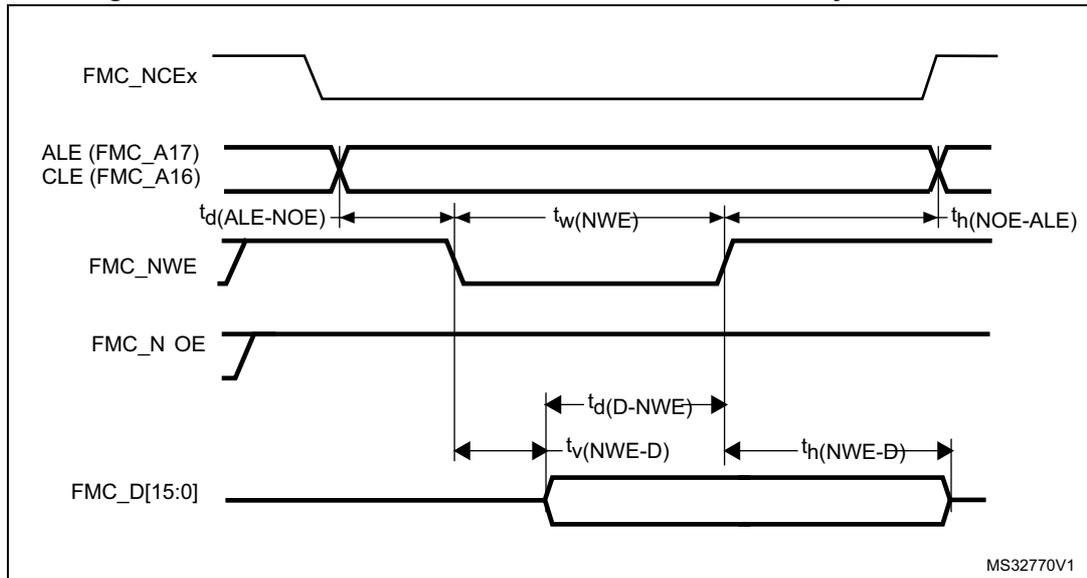 FMC_NCEx
ALE (FMC_A17)
CLE (FMC_A16)
td(ALE-NOE)
tw(NWE)
th(NOE-ALE)
FMC_NWE
FMC_N OE
td(D-NWE)
tv(NWE-D)
th(NWE-D)
FMC_D[15:0]
MS32770V1